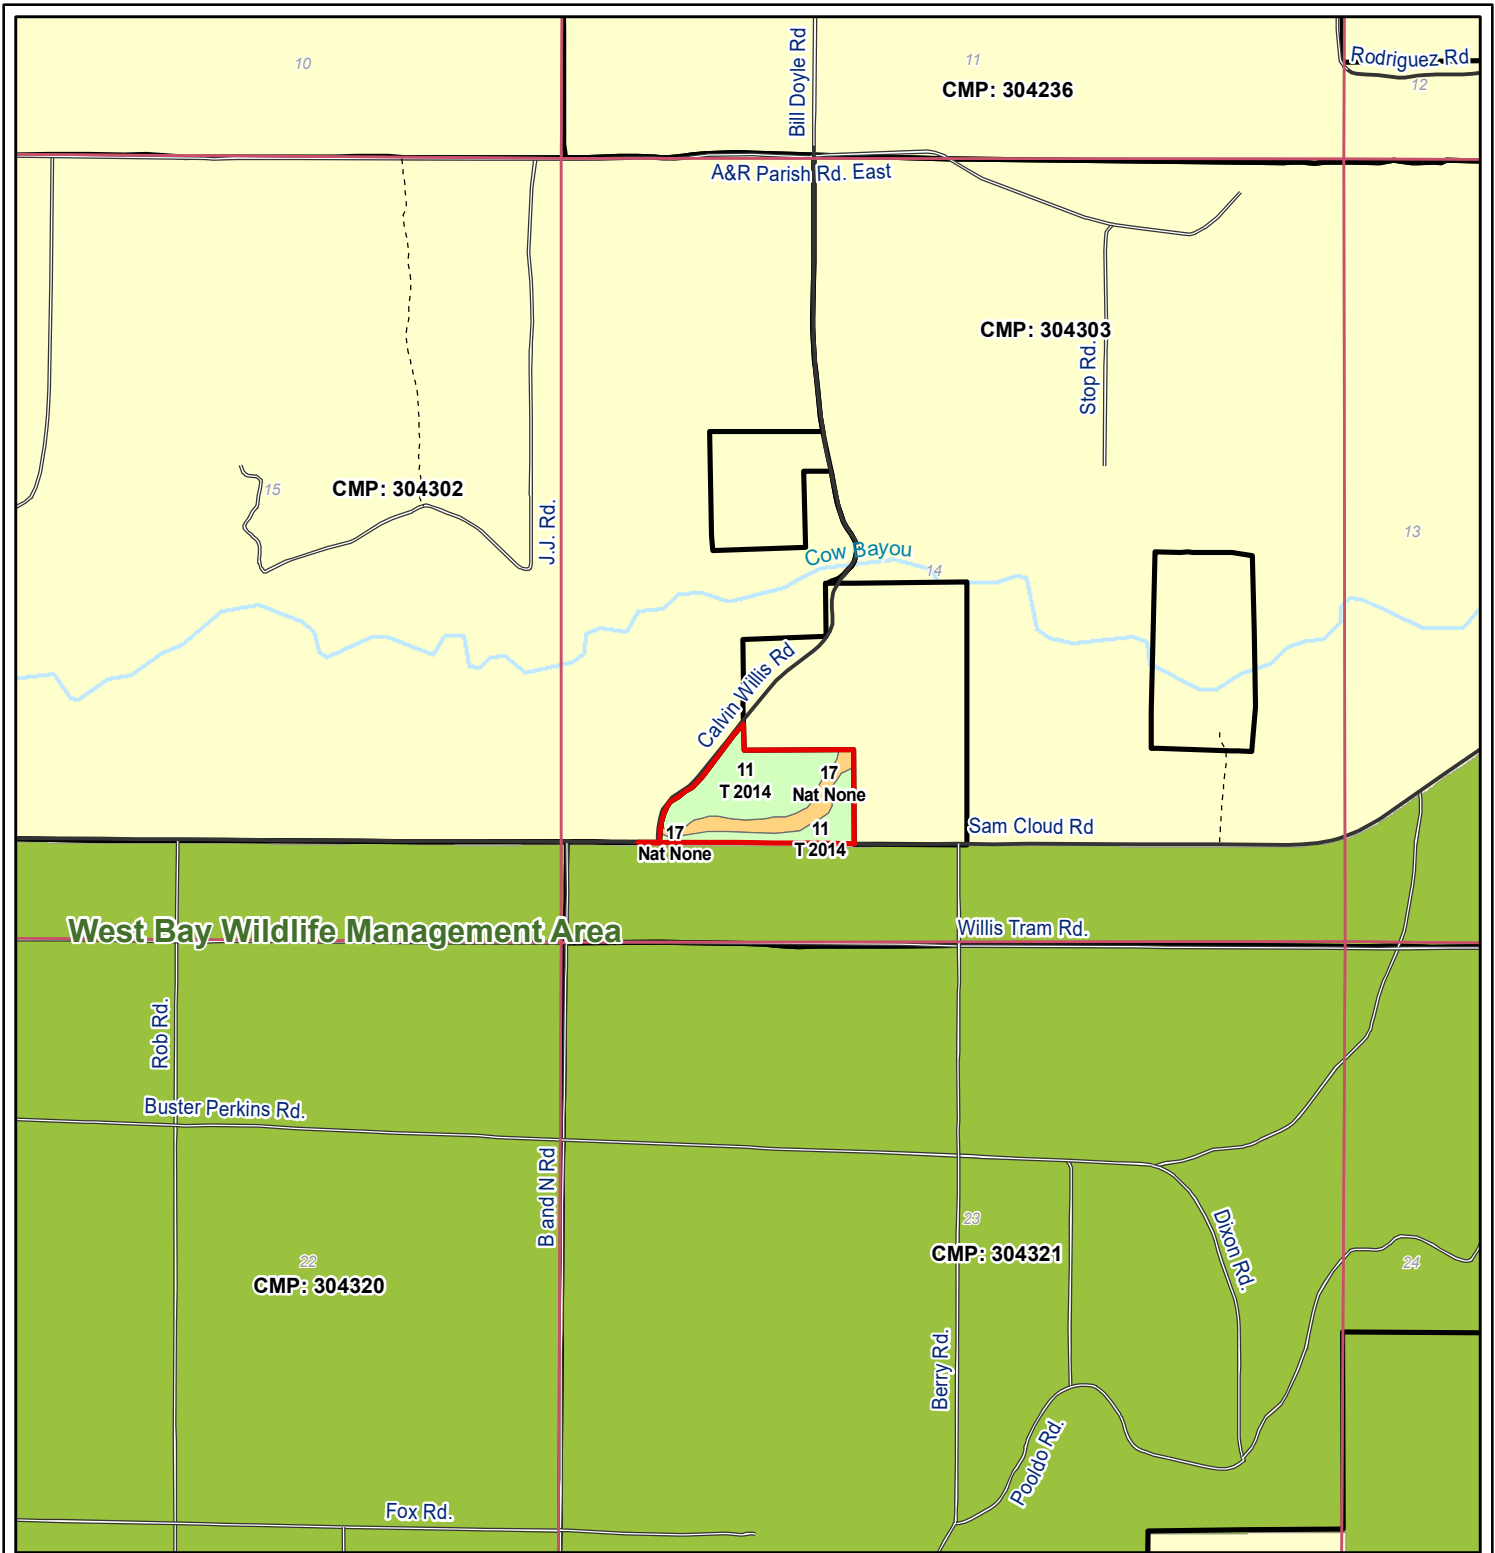 10
Bill Doyle Rd
11
CMP: 304236
Rodriguez Rd
12
A&R Parish Rd. East
CMP: 304303
Stop Rd.
15
CMP: 304302
J.J. Rd.
13
Cow Bayou
14
Calvin Willis Rd
11
T 2014
17
Nat None
17
Nat None
11
T 2014
Sam Cloud Rd
West Bay Wildlife Management Area
Willis Tram Rd.
Rob Rd.
Buster Perkins Rd.
B and N Rd
23
CMP: 304321
Dixon Rd.
22
CMP: 304320
24
Berry Rd.
Pooldo Rd.
Fox Rd.